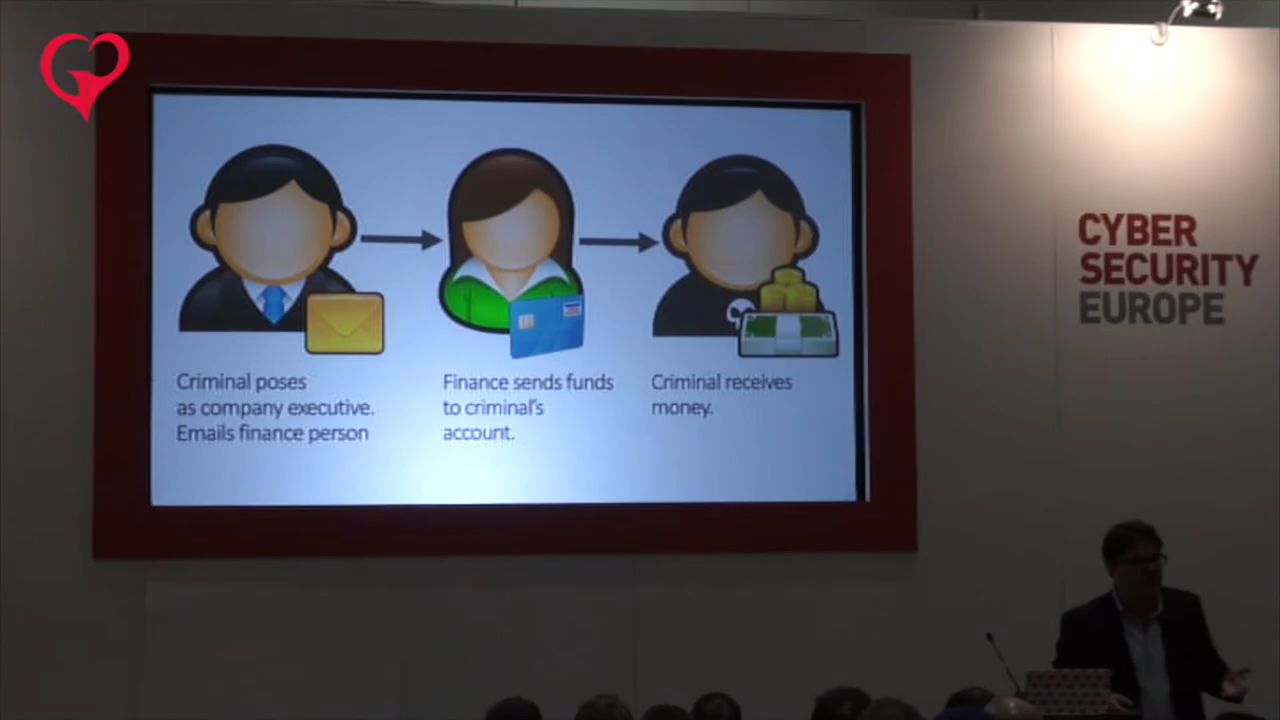 Criminal poses
as company executive.
Emails finance person
Finance sends funds
to criminal's
account.
Criminal receives
money.
CYBER
SECURITY
EUROPE